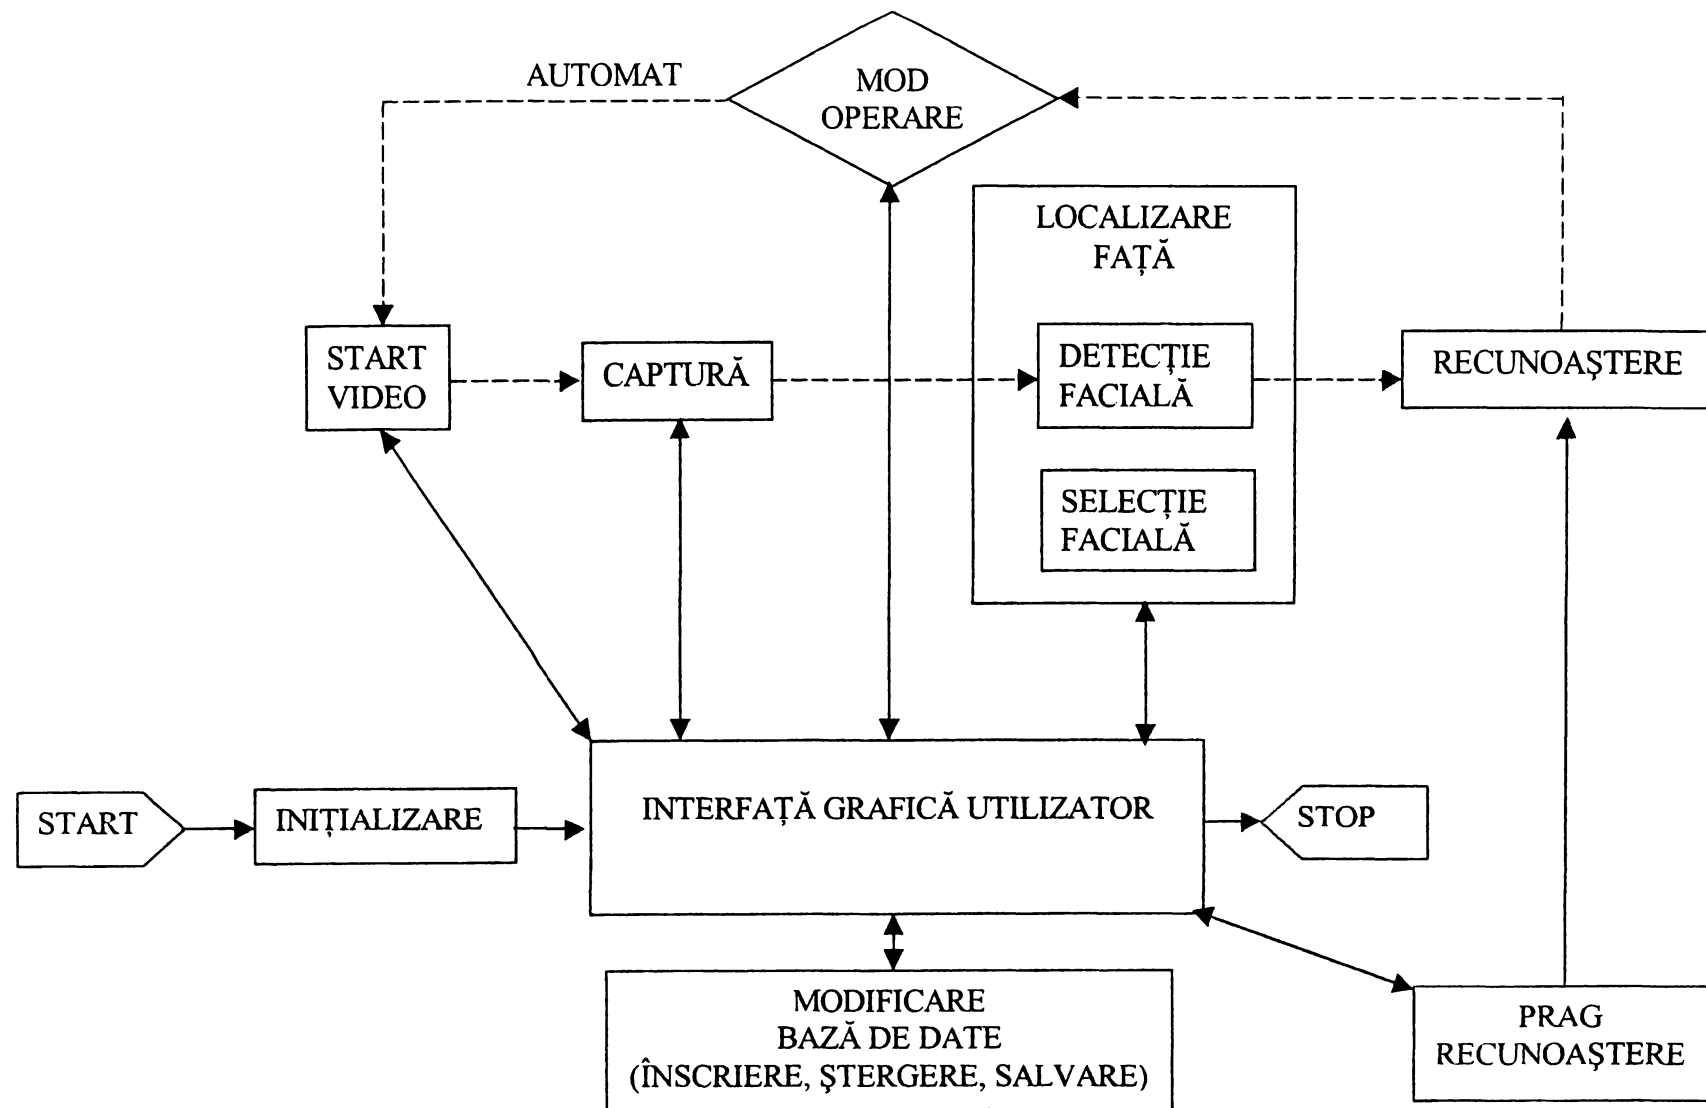 AUTOMAT
MOD
OPERARE
LOCALIZARE
FAȚĂ
START
VIDEO
CAPTURĂ
DETECȚIE
FACIALĂ
RECUNOAȘTERE
SELECȚIE
FACIALĂ
START
INIȚIALIZARE
INTERFAȚĂ GRAFICĂ UTILIZATOR
STOP
MODIFICARE
BAZĂ DE DATE
(ÎNSCRIERE, ȘTERGERE, SALVARE)
PRAG
RECUNOAȘTERE